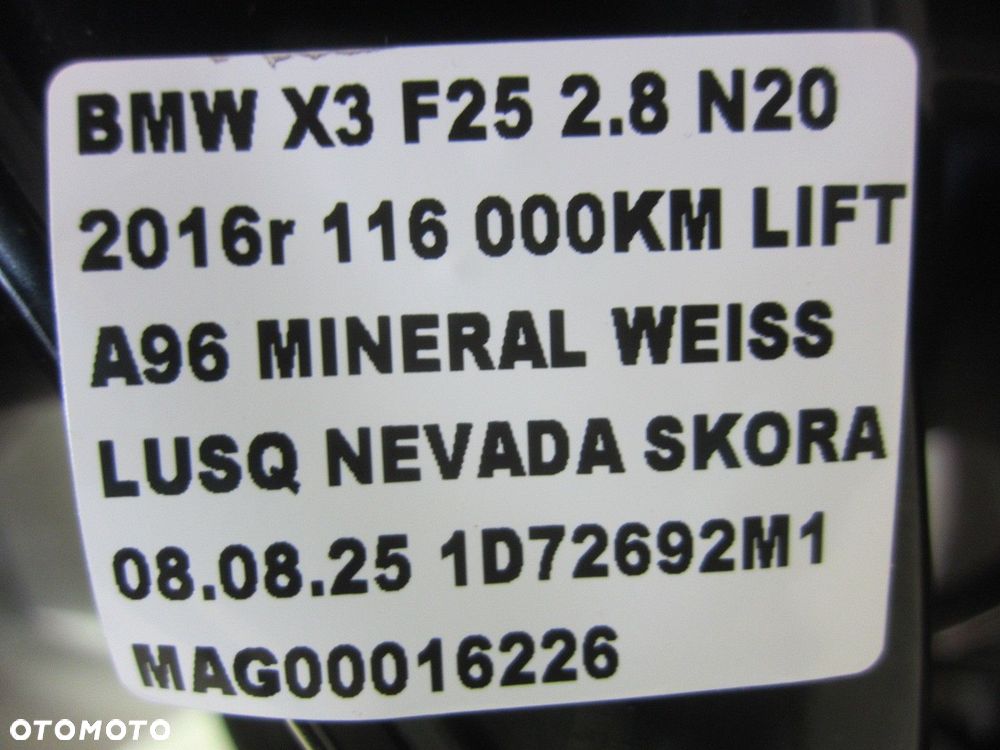 BMW X3 F25 2.8 N20
2016r 116 000KM LIFT
A96 MINERAL WEISS
LUSQ NEVADA SKORA
08.08.25 1D72692M1
MAG00016226
OTOMOTO